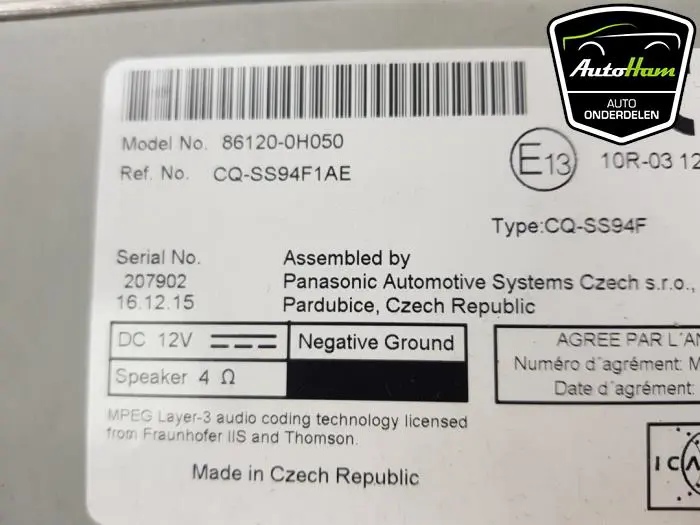 AutoHam
AUTO
ONDERDELEN
Model No. 86120-0H050
Ref. No. CQ-SS94F1AE
E13
10R-03 12
Type:CQ-SS94F
Serial No.
207902
16.12.15
Assembled by
Panasonic Automotive Systems Czech s.r.o.,
Pardubice, Czech Republic
DC 12V
Negative Ground
Speaker 4 Ω
AGREE PAR L´AN
Numéro d´agrément: M
Date d´agrément:
MPEG Layer-3 audio coding technology licensed
from Fraunhofer IIS and Thomson.
Made in Czech Republic
ICA